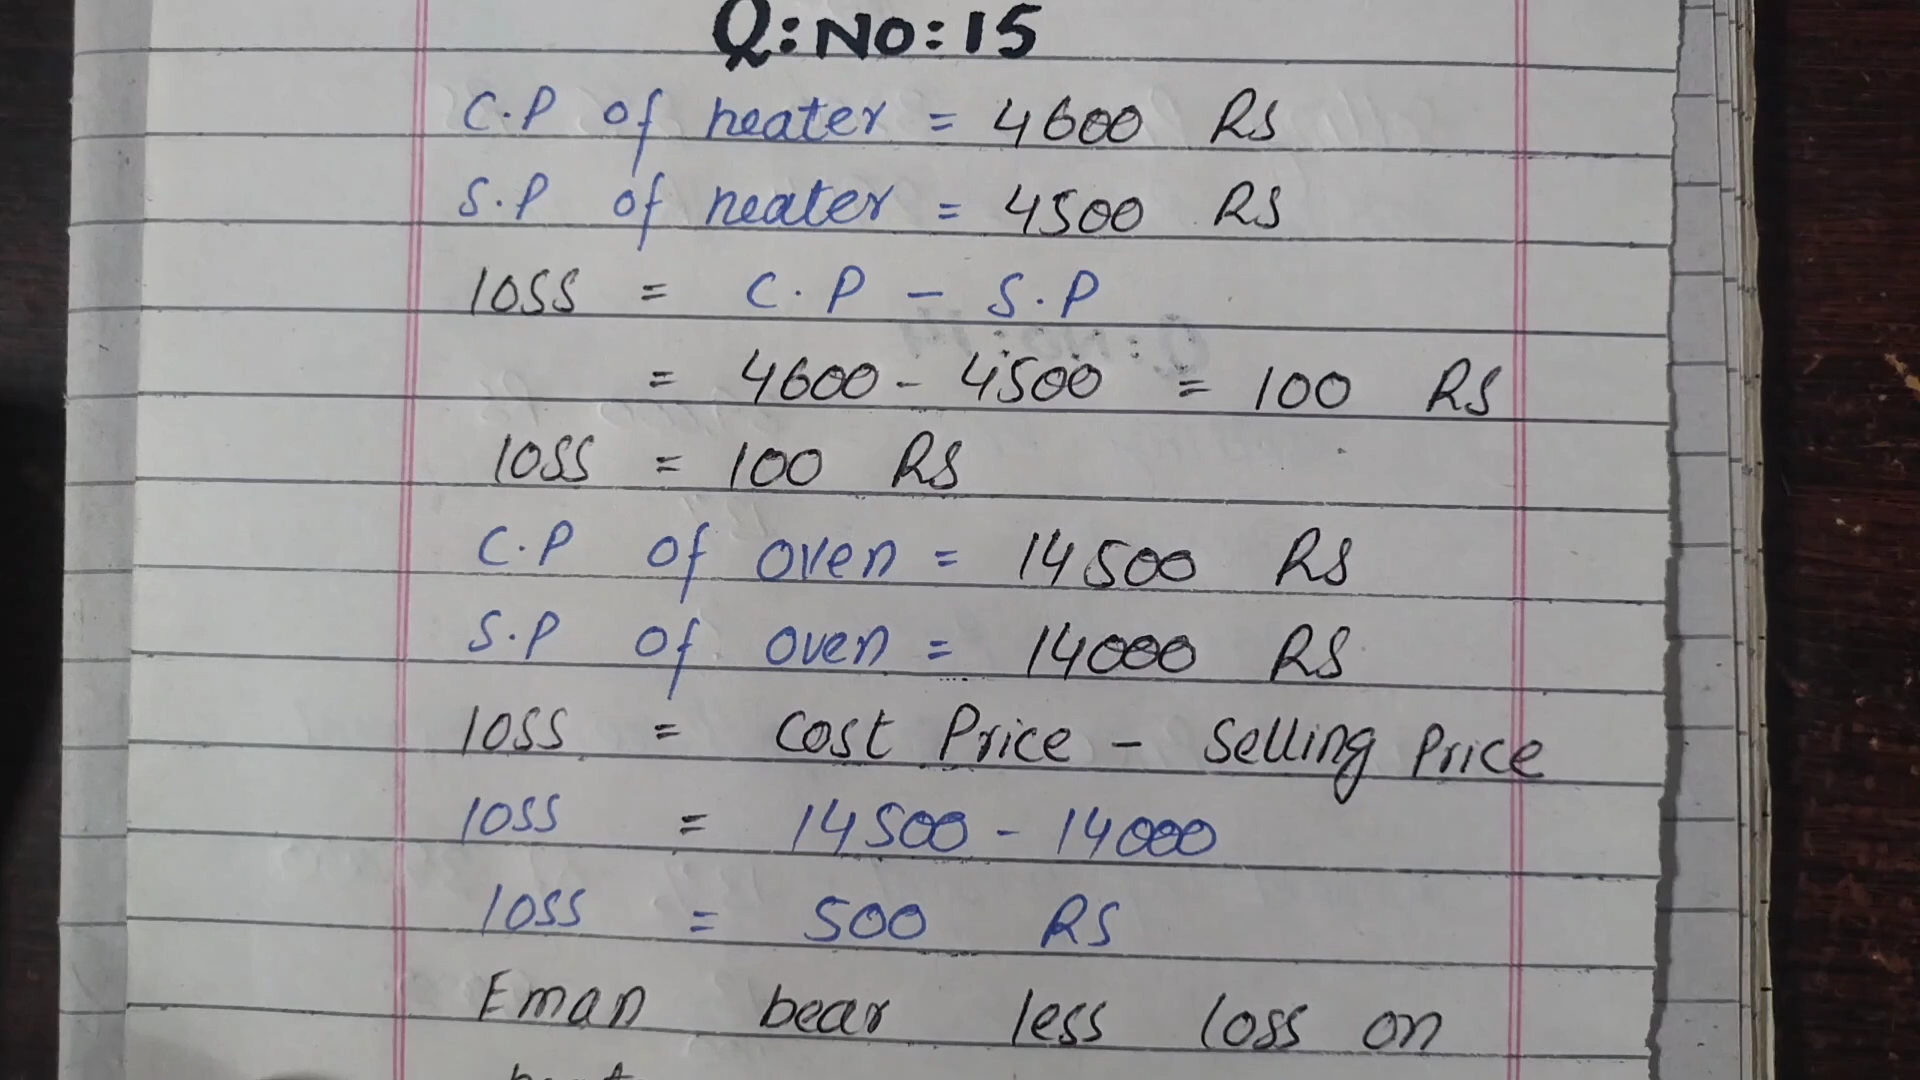 Q:No:15
C.P of heater = 4600 RS
S.P of heater = 4500 RS
loss = C.P - S.P
= 4600 - 4500 = 100 RS
loss = 100 RS
C.P of oven = 14500 RS
S.P of oven = 14000 RS
loss = Cost Price - Selling Price
loss = 14500 - 14000
loss = 500 RS
Eman bear less loss on